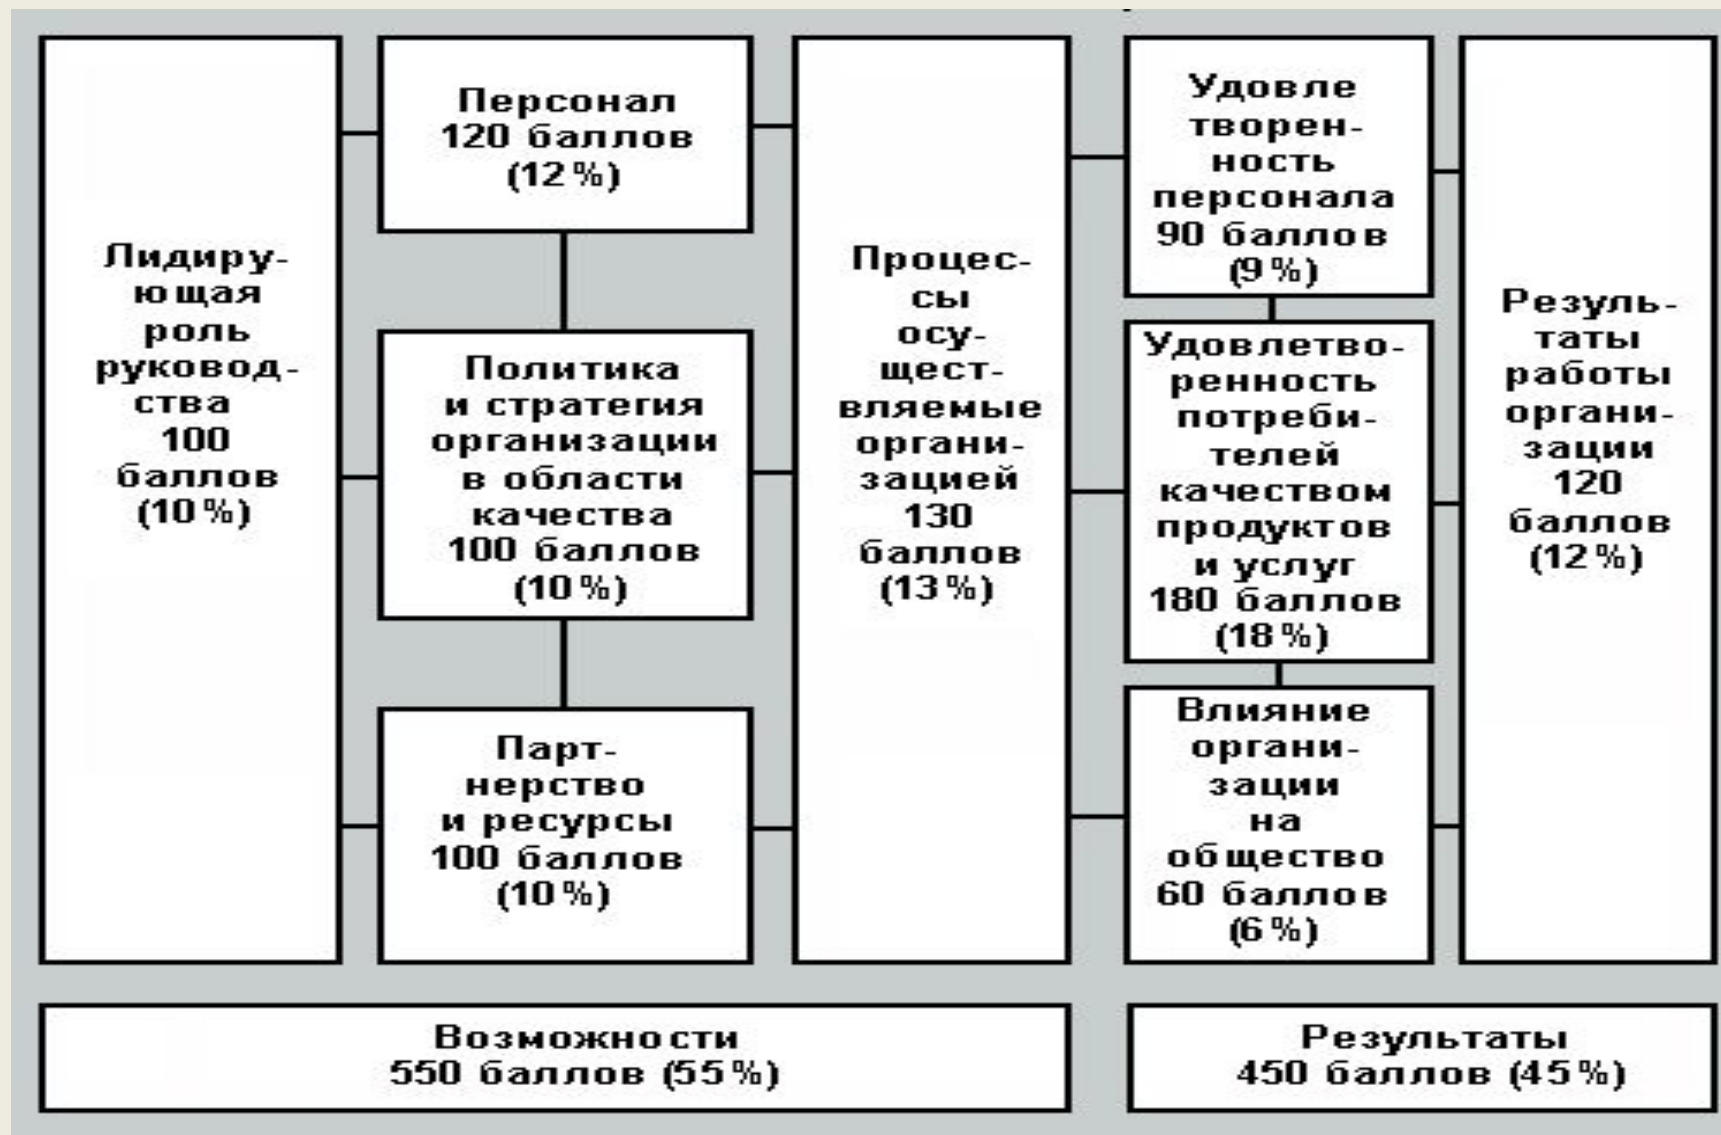 Лидиру-
ющая
роль
руковод-
ства
100
баллов
(10%)
Персонал
120 баллов
(12%)
Политика
и стратегия
организации
в области
качества
100 баллов
(10%)
Парт-
нерство
и ресурсы
100 баллов
(10%)
Процес-
сы
осу-
щест-
вляемые
органи-
зацией
130
баллов
(13%)
Удовле
творен-
ность
персонала
90 баллов
(9%)
Удовлетво-
ренность
потреби-
телей
качеством
продуктов
и услуг
180 баллов
(18%)
Влияние
органи-
зации
на
общество
60 баллов
(6%)
Резуль-
таты
работы
органи-
зации
120
баллов
(12%)
Возможности
550 баллов (55%)
Результаты
450 баллов (45%)